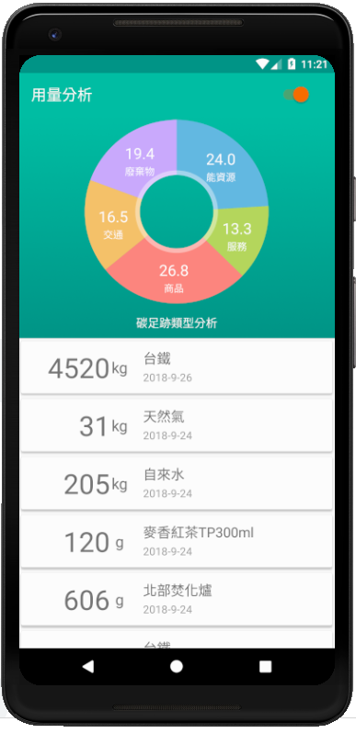 11:21
用量分析
19.4
廢棄物
24.0
能資源
16.5
交通
13.3
服務
26.8
商品
碳足跡類型分析
4520kg
台鐵
2018-9-26
31kg
天然氣
2018-9-24
205kg
自來水
2018-9-24
120 g
麥香紅茶TP300ml
2018-9-24
606 g
北部焚化爐
2018-9-24
台鐵